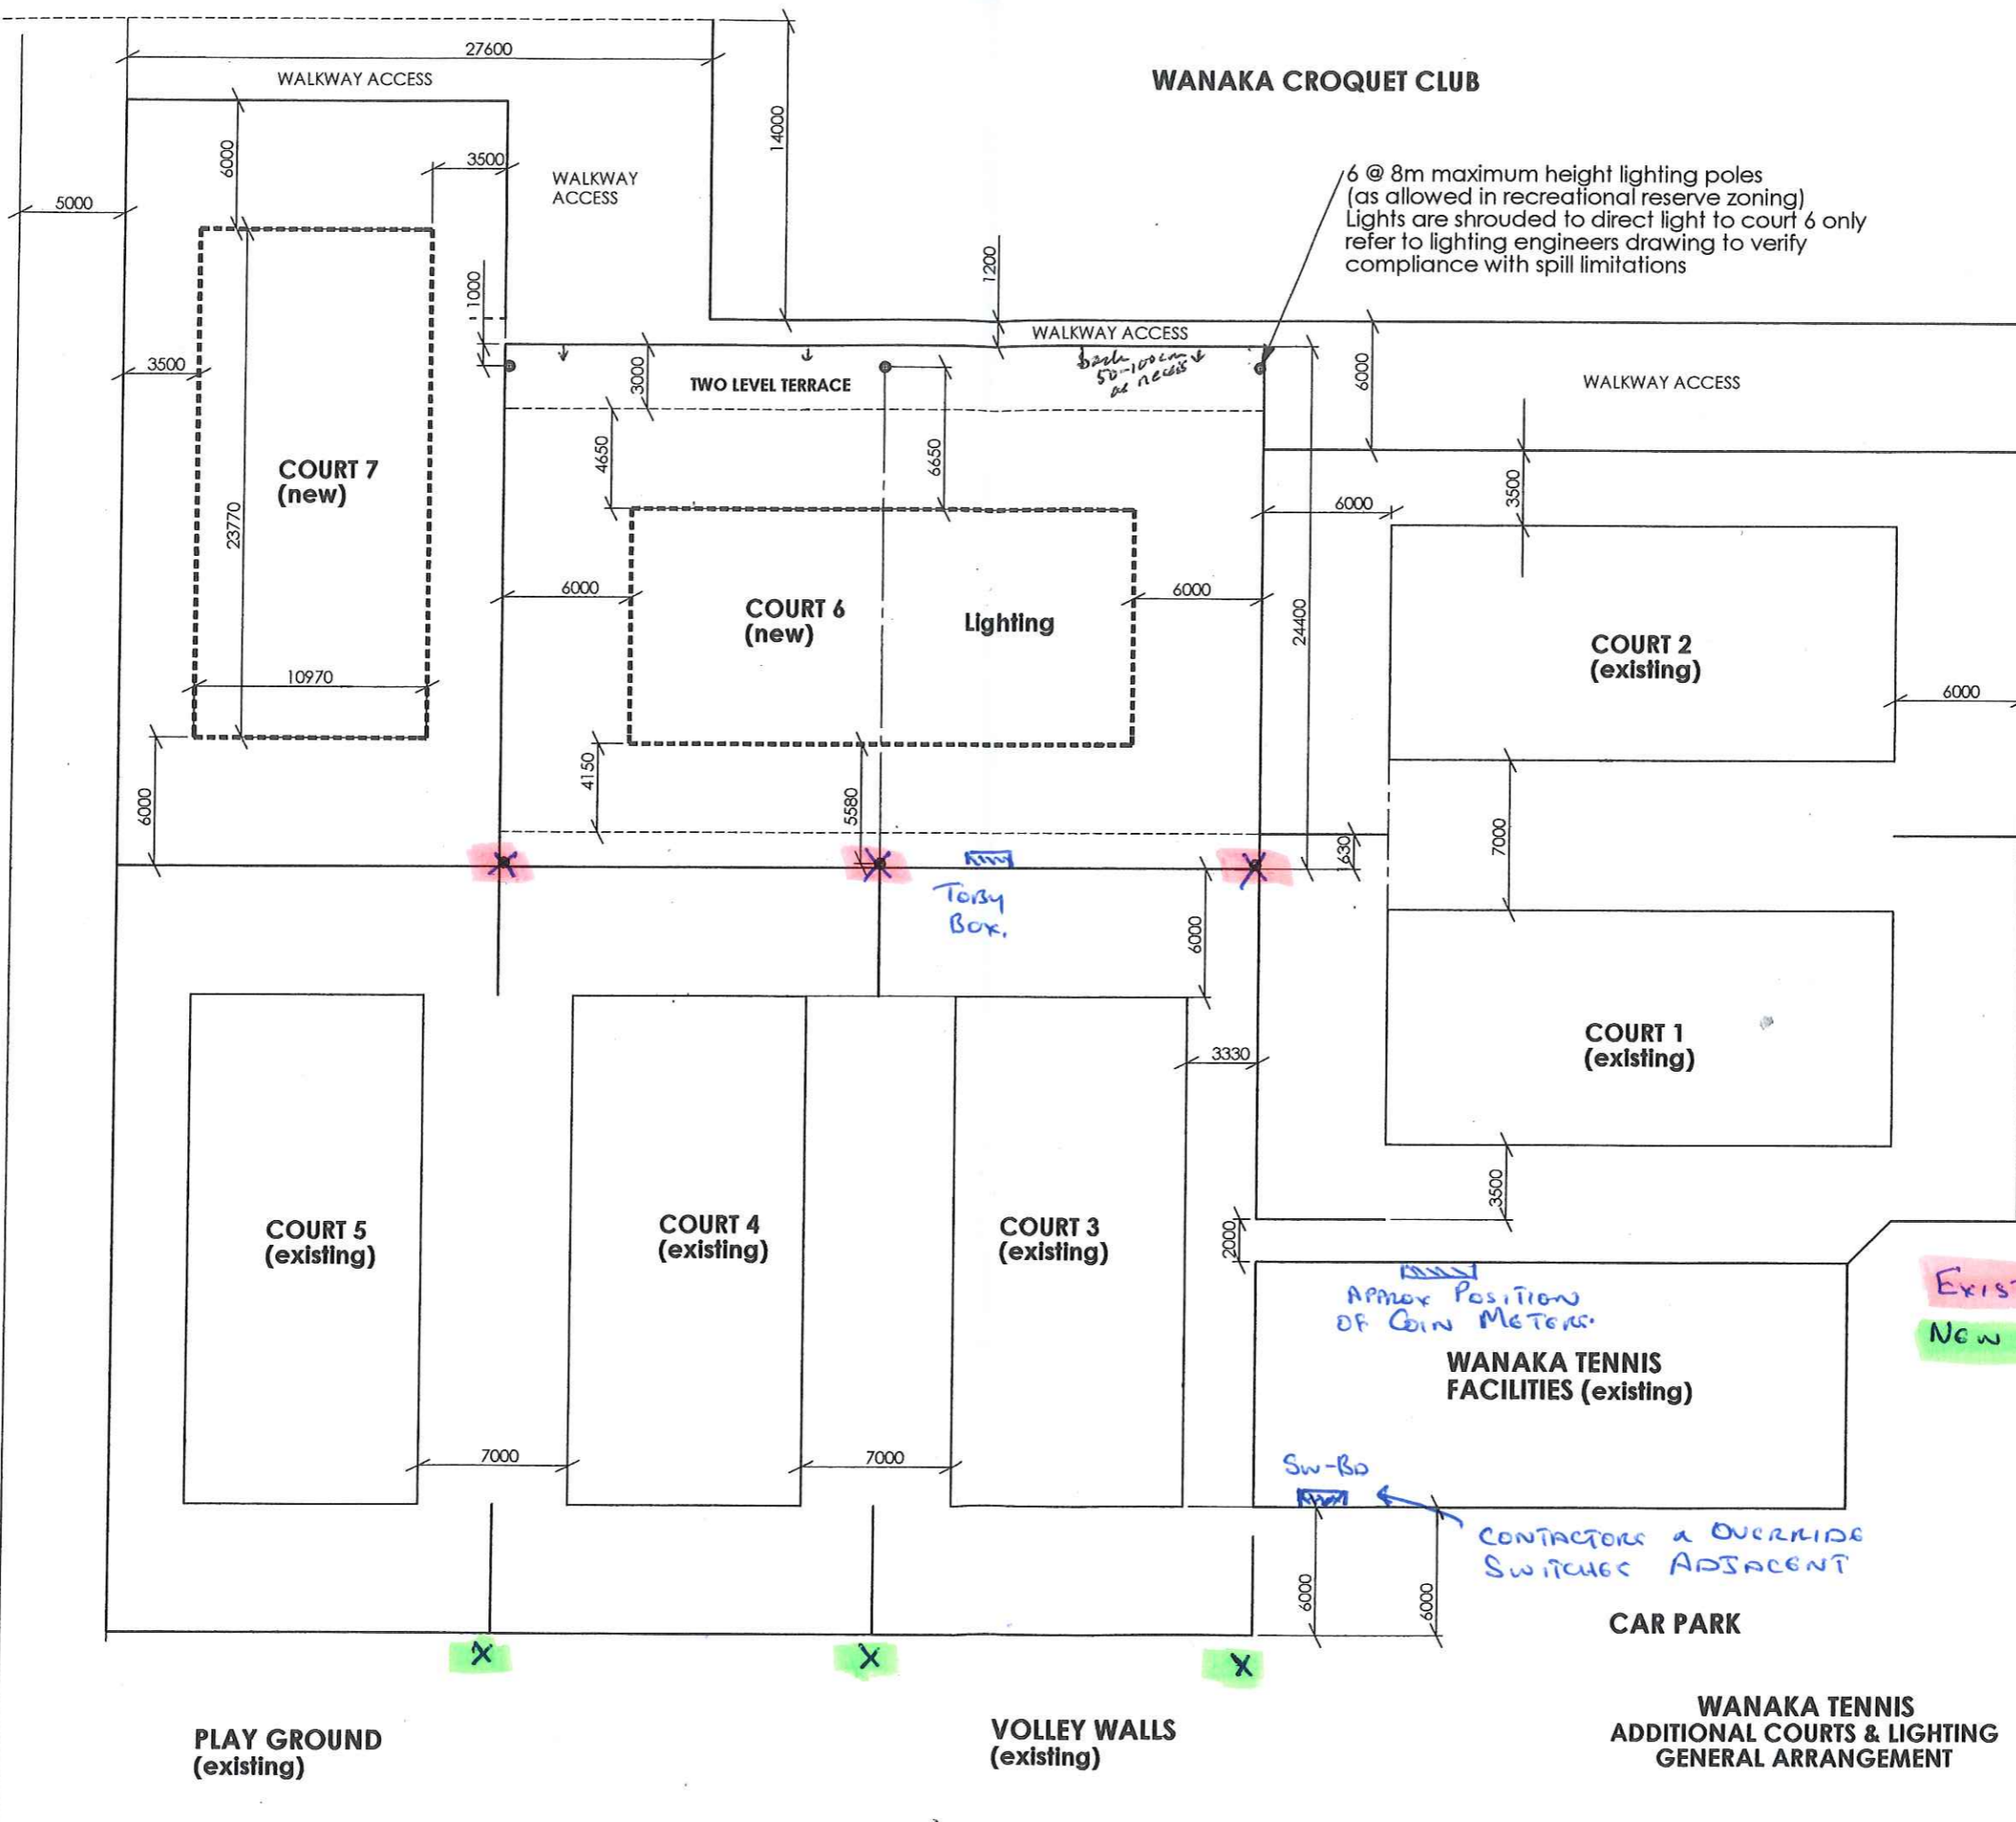 27600
WALKWAY ACCESS
WANAKA CROQUET CLUB
14000
6000
3500
WALKWAY
ACCESS
5000
6 @ 8m maximum height lighting poles
(as allowed in recreational reserve zoning)
Lights are shrouded to direct light to court 6 only
refer to lighting engineers drawing to verify
compliance with spill limitations
1200
1000
WALKWAY ACCESS
3500
3000
TWO LEVEL TERRACE
50-100cm
as necess
6000
WALKWAY ACCESS
4650
6650
COURT 7
(new)
3500
6000
23770
6000
COURT 6
(new)
Lighting
6000
24400
COURT 2
(existing)
10970
6000
6000
4150
5580
1630
7000
TOBY
BOX.
6000
COURT 1
(existing)
3330
3500
COURT 5
(existing)
COURT 4
(existing)
COURT 3
(existing)
2000
APPROX POSITION
OF COIN METERS.
EXIST
NEW
WANAKA TENNIS
FACILITIES (existing)
7000
7000
SW-BD
CONTACTORS & OVERRIDE
SWITCHES ADJACENT
6000
6000
CAR PARK
X
X
X
PLAY GROUND
(existing)
VOLLEY WALLS
(existing)
WANAKA TENNIS
ADDITIONAL COURTS & LIGHTING
GENERAL ARRANGEMENT